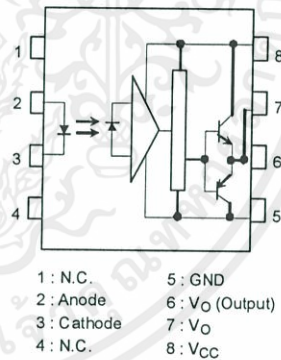 1
2
3
4
8
7
6
5
1 : N.C.
2 : Anode
3 : Cathode
4 : N.C.
5 : GND
6 : VO (Output)
7 : VO
8 : VCC